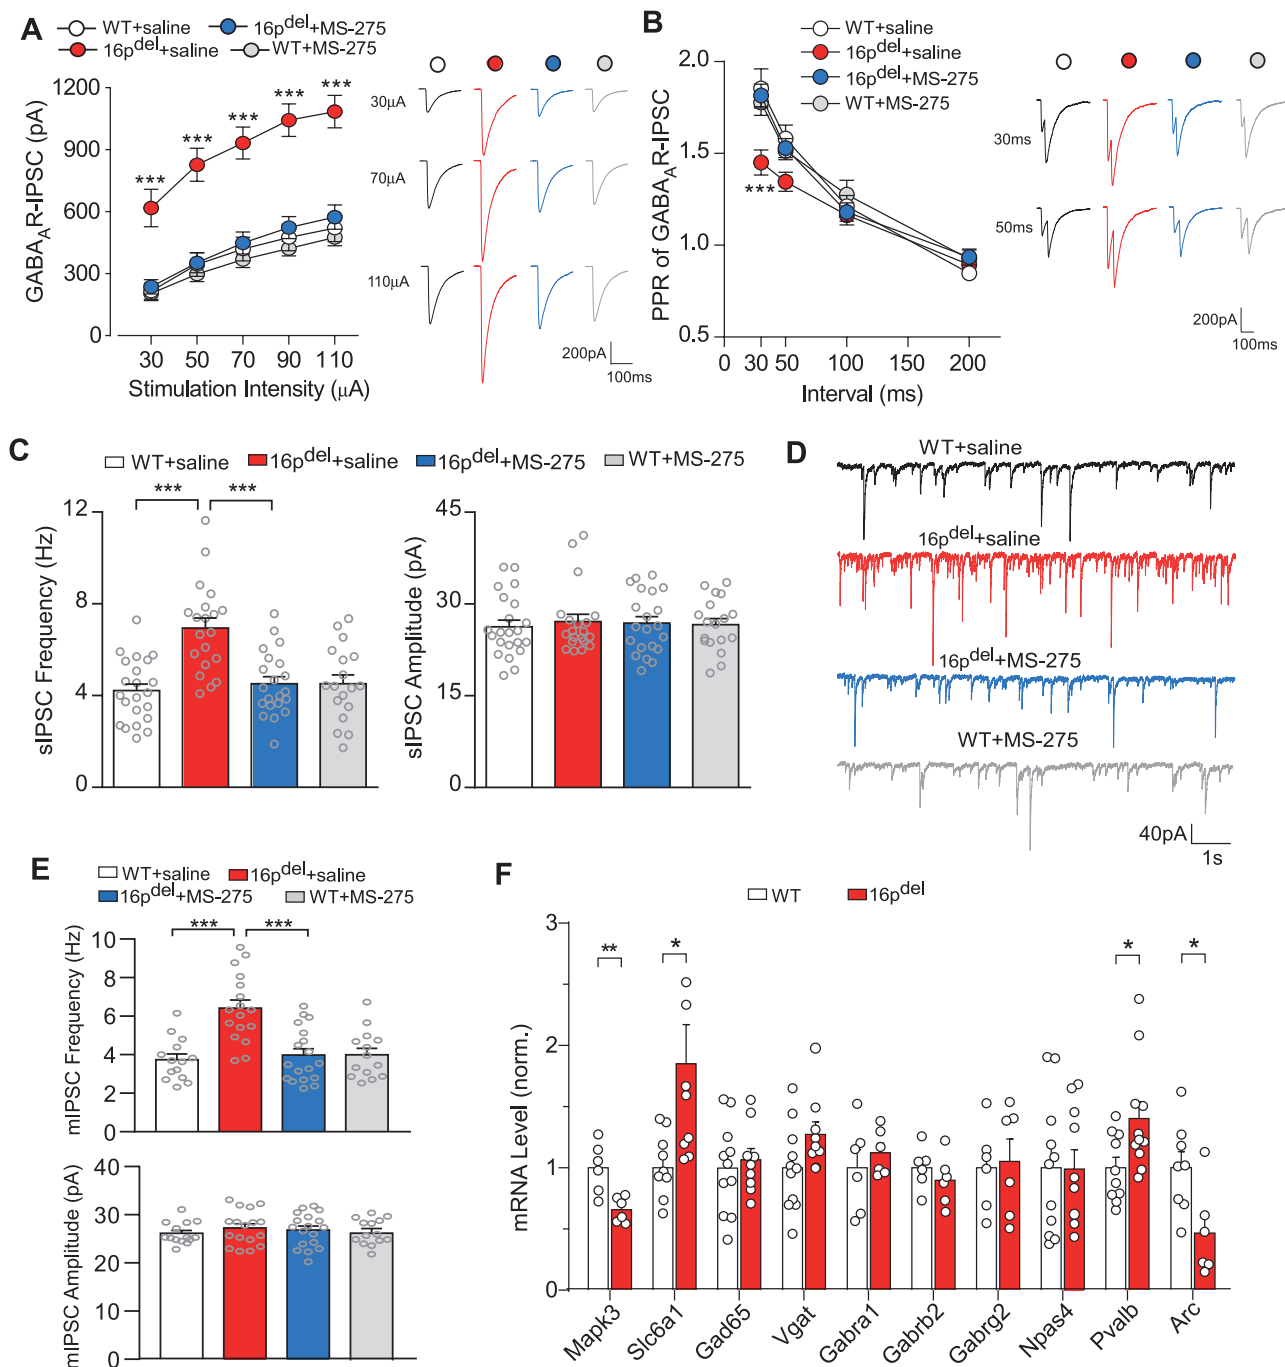 A
WT+saline
16pdel+MS-275
16pdel+saline
WT+MS-275
GABAAR-IPSC (pA)
1200
900
600
300
0
***
***
***
***
***
30 50 70 90 110
Stimulation Intensity (μA)
30μA
70μA
110μA
200pA
100ms
B
WT+saline
16pdel+saline
16pdel+MS-275
WT+MS-275
PPR of GABAAR-IPSC
2.0
1.5
1.0
0.5
***
0 30 50 100 150 200
Interval (ms)
30ms
50ms
200pA
100ms
C
WT+saline
16pdel+saline
16pdel+MS-275
WT+MS-275
sIPSC Frequency (Hz)
12
8
4
0
*** ***
sIPSC Amplitude (pA)
45
30
15
0
D
WT+saline
16pdel+saline
16pdel+MS-275
WT+MS-275
40pA
1s
E
WT+saline
16pdel+saline
16pdel+MS-275
WT+MS-275
mIPSC Frequency (Hz)
10
8
6
4
2
0
*** ***
mIPSC Amplitude (pA)
40
30
20
10
0
F
WT
16pdel
mRNA Level (norm.)
3
2
1
0
** * * *
Mapk3 Slc6a1 Gad65 Vgat Gabra1 Gabrb2 Gabrg2 Npas4 Pvalb Arc